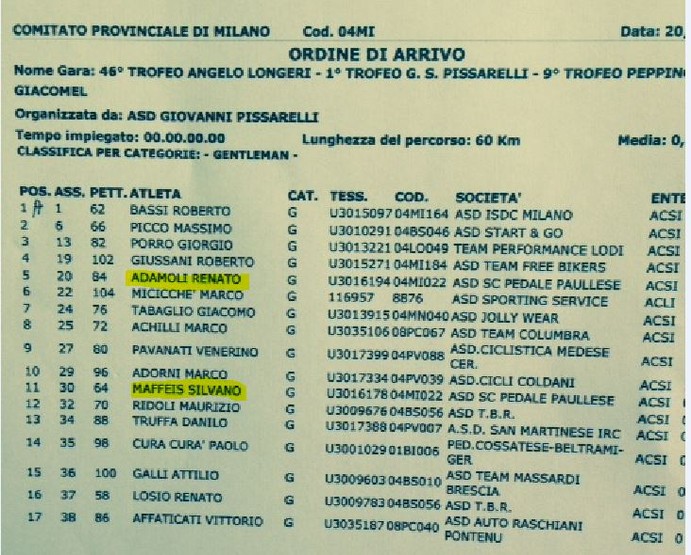 COMITATO PROVINCIALE DI MILANO Cod. 04MI Data: 20,
ORDINE DI ARRIVO
Nome Gara: 46° TROFEO ANGELO LONGERI - 1° TROFEO G. S. PISSARELLI - 9° TROFEO PEPPIN
GIACOMEL
Organizzata da: ASD GIOVANNI PISSARELLI
Tempo impiegato: 00.00.00.00 Lunghezza del percorso: 60 Km Media: 0,
CLASSIFICA PER CATEGORIE: - GENTLEMAN -
POS. ASS. PETT. ATLETA CAT. TESS. COD. SOCIETA' ENTE
1 1 62 BASSI ROBERTO G U3015097 04MI164 ASD ISDC MILANO ACSI
2 6 66 PICCO MASSIMO G U3010291 04BS046 ASD START & GO ACSI
3 13 82 PORRO GIORGIO G U3013221 04LO049 TEAM PERFORMANCE LODI ACSI
4 19 102 GIUSSANI ROBERTO G U3015271 04MI184 ASD TEAM FREE BIKERS ACSI
5 20 84 ADAMOLI RENATO G U3016194 04MI022 ASD SC PEDALE PAULLESE ACSI
6 22 104 MICICCHE' MARCO G 116957 8876 ASD SPORTING SERVICE ACLI
7 24 76 TABAGLIO GIACOMO G U3013915 04MN040 ASD JOLLY WEAR ACSI
8 25 72 ACHILLI MARCO G U3035106 08PC067 ASD TEAM COLUMBRA ACSI
9 27 80 PAVANATI VENERINO G U3017399 04PV088 ASD.CICLISTICA MEDESE ACSI
CER.
10 29 96 ADORNI MARCO G U3017334 04PV039 ASD.CICLI COLDANI ACSI
11 30 64 MAFFEIS SILVANO G U3016178 04MI022 ASD SC PEDALE PAULLESE ACSI
12 32 70 RIDOLI MAURIZIO G U3009676 04BS056 ASD T.B.R. ACSI
13 34 88 TRUFFA DANILO G U3017388 04PV007 A.S.D. SAN MARTINESE IRC ACSI
14 35 98 CURA CURA' PAOLO G U3001029 01BI006 PED.COSSATESE-BELTRAMI- ACSI
GER
15 36 100 GALLI ATTILIO G U3009603 04BS010 ASD TEAM MASSARDI ACSI
BRESCIA
16 37 58 LOSIO RENATO G U3009783 04BS056 ASD T.B.R. ACSI
17 38 86 AFFATICATI VITTORIO G U3035187 08PC040 ASD AUTO RASCHIANI ACSI
PONTENU